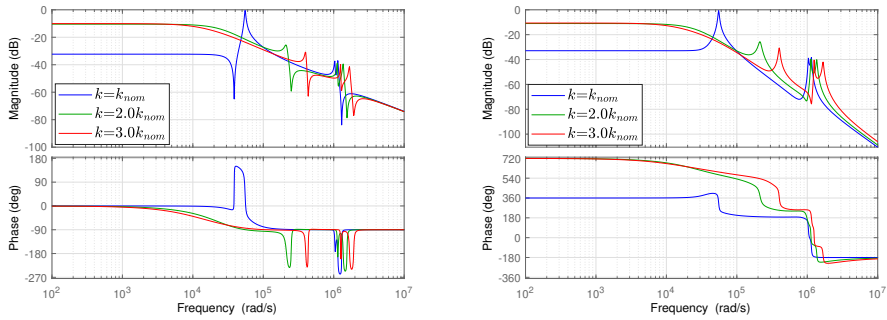 0
-20
-40
-60
-80
-100
Magnitude (dB)
k=k_nom
k=2.0k_nom
k=3.0k_nom
180
90
0
-90
-180
-270
Phase (deg)
10^2 10^3 10^4 10^5 10^6 10^7
Frequency (rad/s)
0
-20
-40
-60
-80
-100
Magnitude (dB)
k=k_nom
k=2.0k_nom
k=3.0k_nom
720
540
360
180
0
-180
-360
Phase (deg)
10^2 10^3 10^4 10^5 10^6 10^7
Frequency (rad/s)